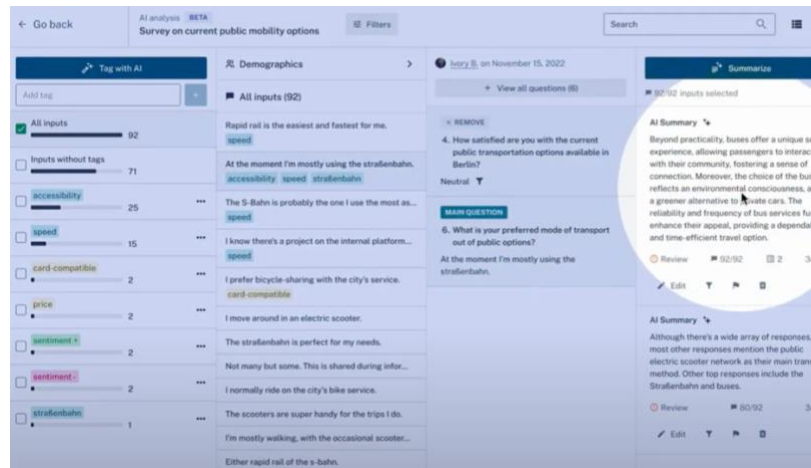 ← Go back
AI analysis BETA
Survey on current public mobility options
Filters
Search
Tag with AI
Add tag
+
All inputs
92
Inputs without tags
71
accessibility
25
speed
15
card-compatible
2
price
2
sentiment +
2
sentiment -
2
straßenbahn
1
Demographics
All inputs (92)
Rapid rail is the easiest and fastest for me.
speed
At the moment I'm mostly using the straßenbahn.
accessibility speed straßenbahn
The S-Bahn is probably the one I use the most as...
speed
I know there's a project on the internal platform...
speed
I prefer bicycle-sharing with the city's service.
card-compatible
I move around in an electric scooter.
The straßenbahn is perfect for my needs.
Not many but some. This is shared during infor...
I normally ride on the city's bike service.
The scooters are super handy for the trips I do.
I'm mostly walking, with the occasional scooter...
Either rapid rail of the s-bahn.
Ivory B. on November 15, 2022
+ View all questions (6)
× REMOVE
4. How satisfied are you with the current
public transportation options available in
Berlin?
Neutral
MAIN QUESTION
6. What is your preferred mode of transport
out of public options?
At the moment I'm mostly using the
straßenbahn.
Summarize
92/92 inputs selected
AI Summary
Beyond practicality, buses offer a unique
experience, allowing passengers to interac
with their community, fostering a sense of
connection. Moreover, the choice of the bu
reflects an environmental consciousness, a
a greener alternative to private cars. The
reliability and frequency of bus services fu
enhance their appeal, providing a dependa
and time-efficient travel option.
Review 92/92 2
Edit
AI Summary
Although there's a wide array of responses,
most other responses mention the public
electric scooter network as their main tran
method. Other top responses include the
Straßenbahn and buses.
Review 80/92
Edit